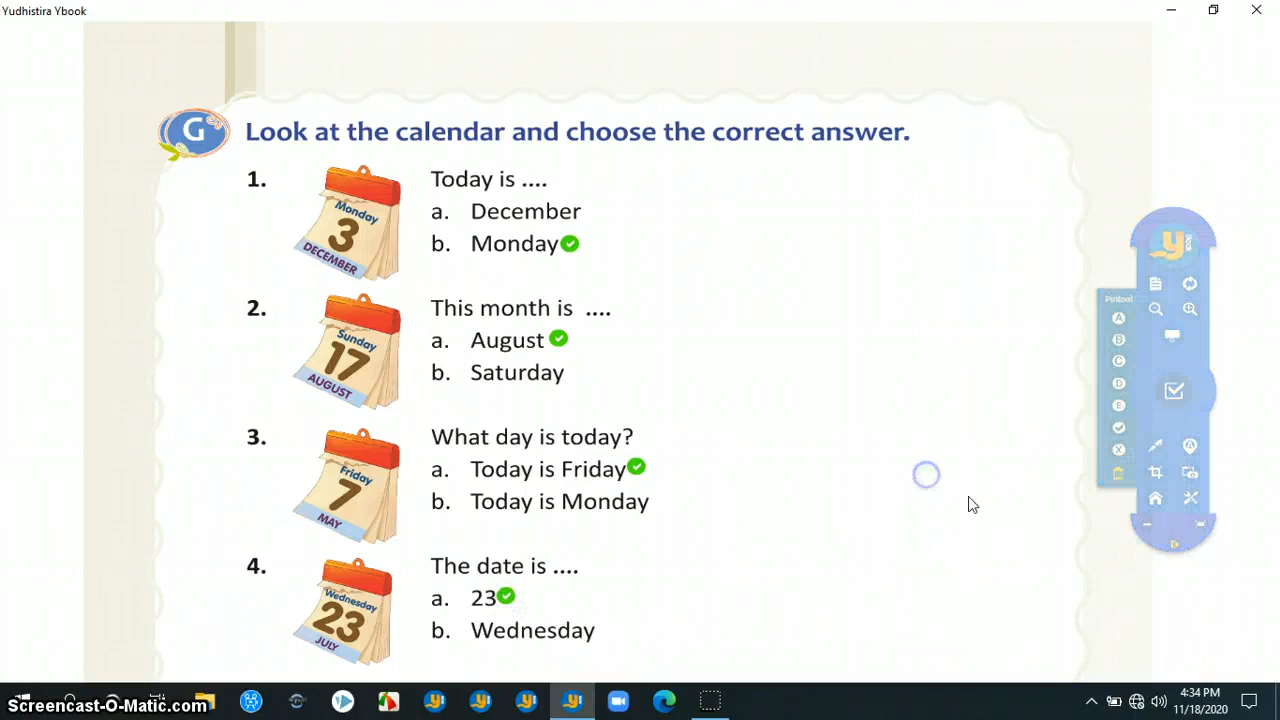 Yudhistira Ybook
G
Look at the calendar and choose the correct answer.
1.
Monday
3
DECEMBER
Today is ....
a. December
b. Monday
2.
Sunday
17
AUGUST
This month is ....
a. August
b. Saturday
3.
Friday
7
MAY
What day is today?
a. Today is Friday
b. Today is Monday
4.
Wednesday
23
JULY
The date is ....
a. 23
b. Wednesday
y Book
Pintool
A
B
C
D
E
X
A
Screencast-O-Matic.com
4:34 PM
11/18/2020